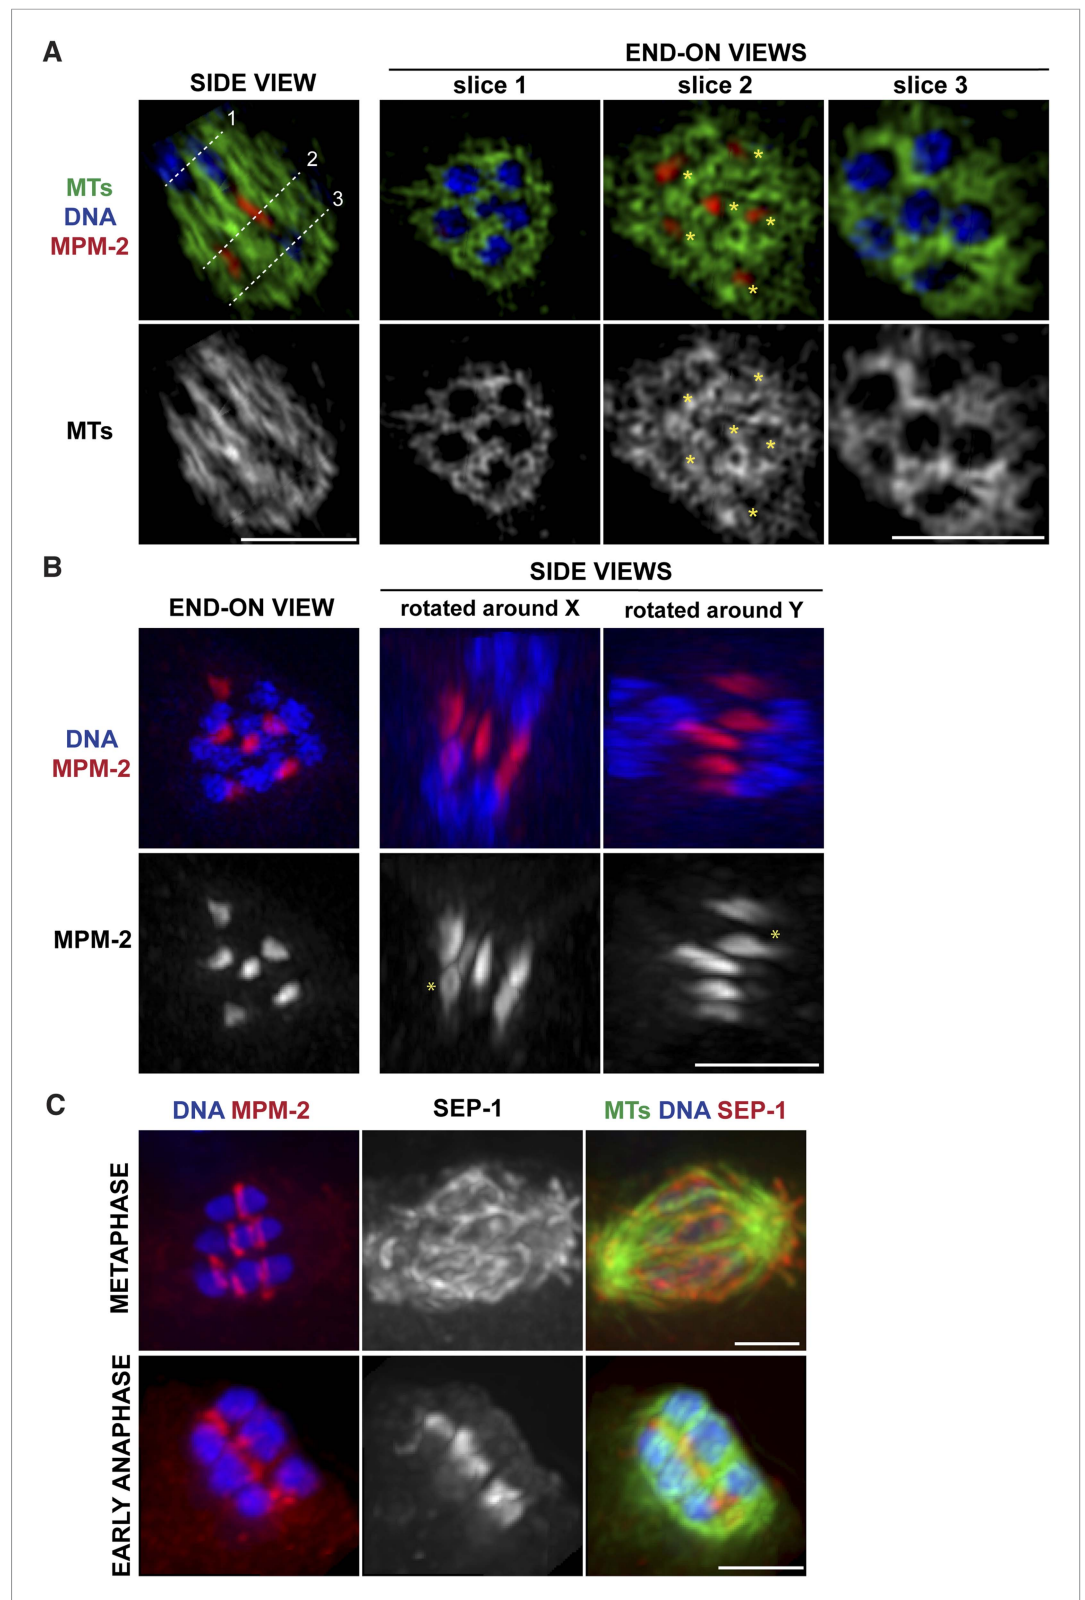 A
END-ON VIEWS
SIDE VIEW
slice 1
slice 2
slice 3
1
2
3
MTs
DNA
MPM-2
*
*
*
*
*
*
MTs
*
*
*
*
*
*
B
SIDE VIEWS
END-ON VIEW
rotated around X
rotated around Y
DNA
MPM-2
MPM-2
*
*
C
DNA MPM-2
SEP-1
MTs DNA SEP-1
METAPHASE
EARLY ANAPHASE